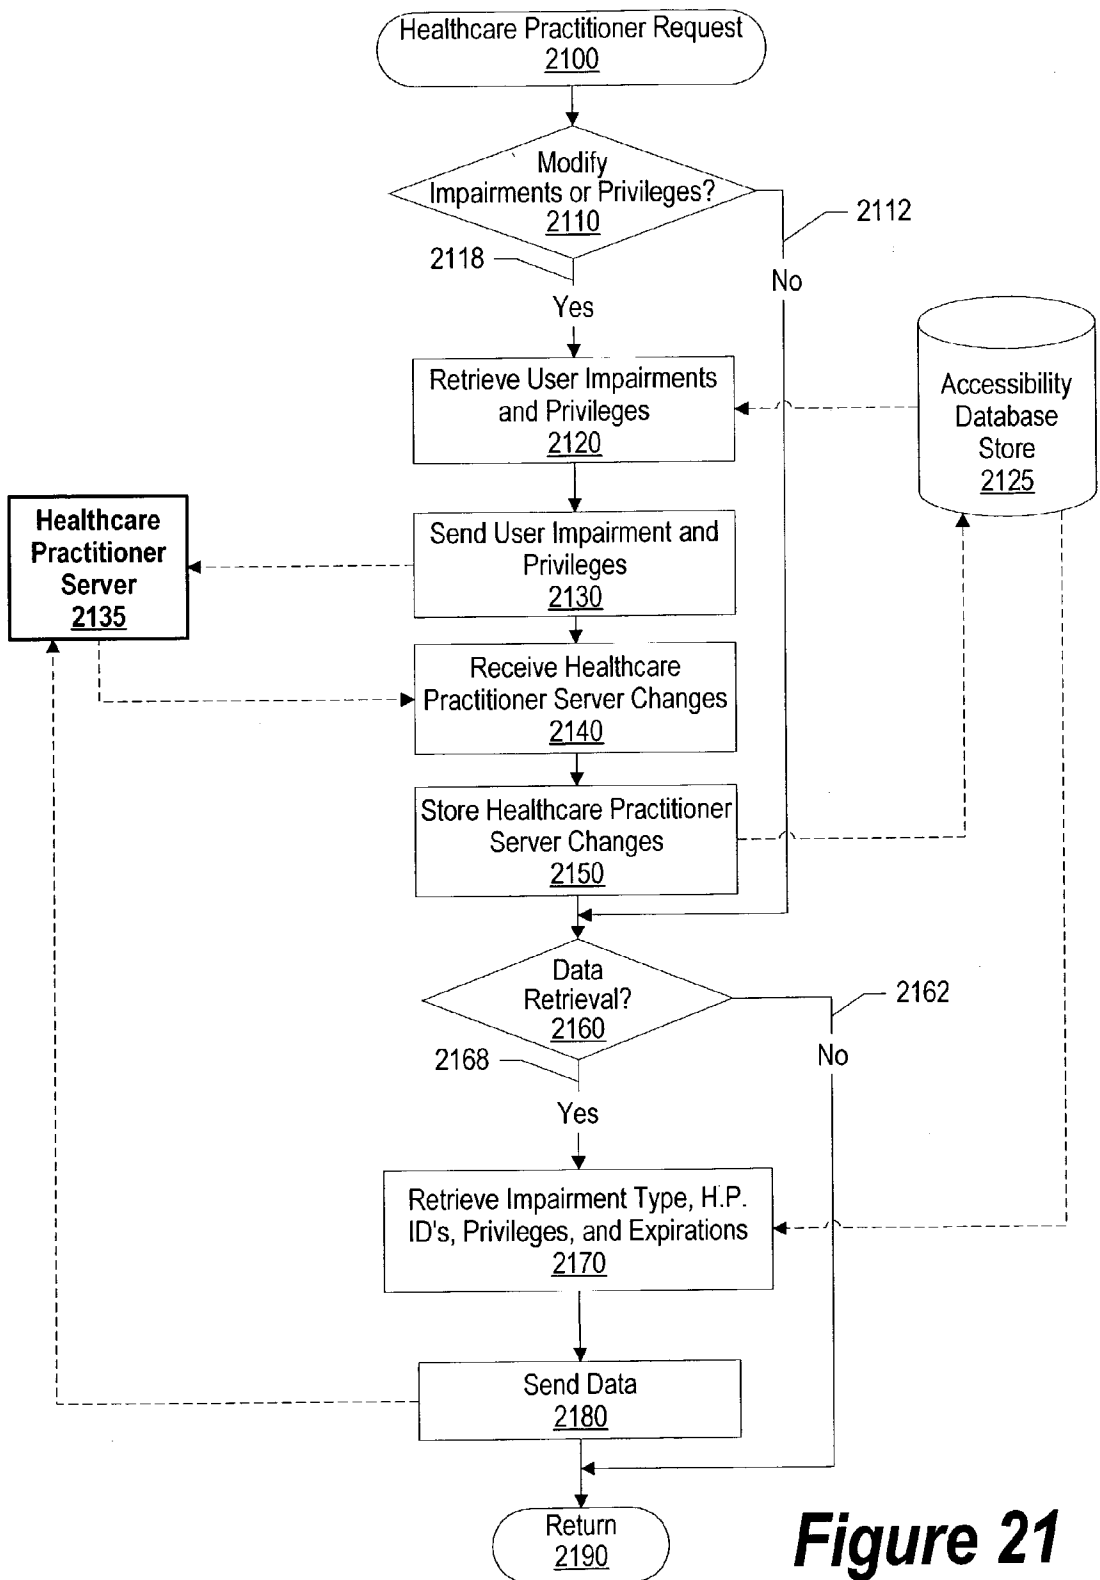 Healthcare Practitioner Request
2100
Modify
Impairments or Privileges?
2110
2112
2118
No
Yes
Retrieve User Impairments
and Privileges
2120
Accessibility
Database
Store
2125
Healthcare
Practitioner
Server
2135
Send User Impairment and
Privileges
2130
Receive Healthcare
Practitioner Server Changes
2140
Store Healthcare Practitioner
Server Changes
2150
Data
Retrieval?
2160
2162
2168
No
Yes
Retrieve Impairment Type, H.P.
ID's, Privileges, and Expirations
2170
Send Data
2180
Return
2190
Figure 21